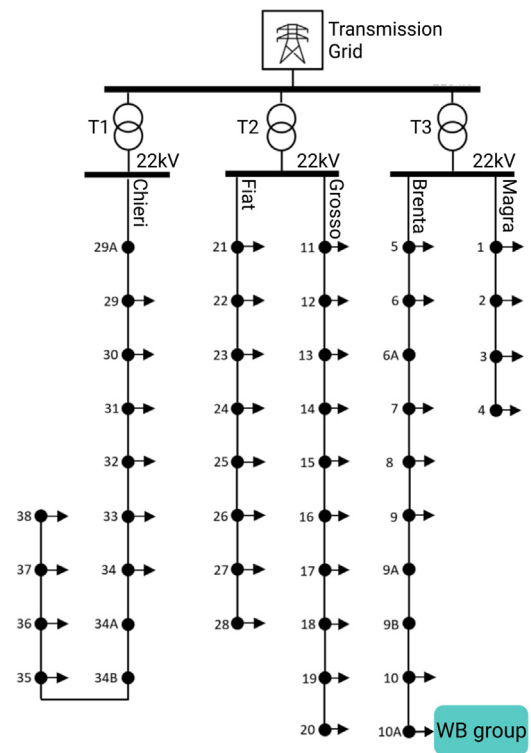 Transmission
Grid
T1
T2
T3
22kV
22kV
22kV
Chieri
Fiat
Grosso
Brenta
Magra
29A
21
11
5
1
29
22
12
6
2
30
23
13
6A
3
31
24
14
7
4
32
25
15
8
38
33
26
16
9
37
34
27
17
9A
36
34A
28
18
9B
35
34B
19
10
20
10A
WB group